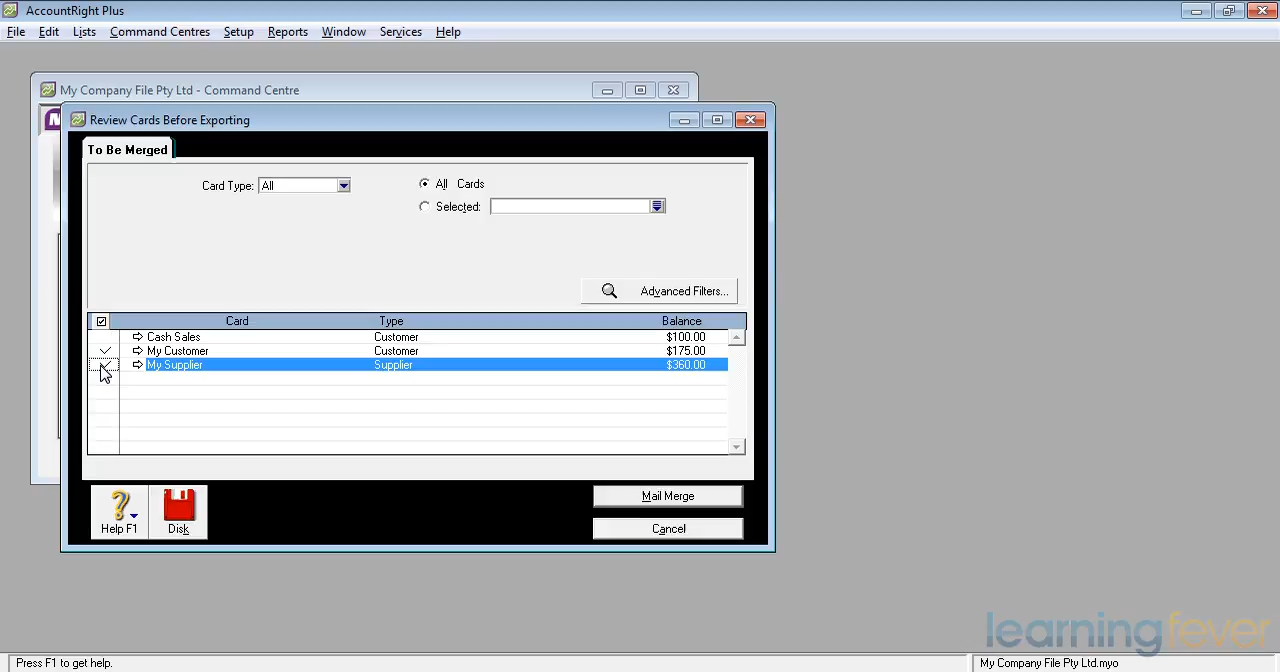 AccountRight Plus
File Edit Lists Command Centres Setup Reports Window Services Help
My Company File Pty Ltd - Command Centre
Review Cards Before Exporting
To Be Merged
Card Type: All
All Cards
Selected:
Advanced Filters...
Card Type Balance
Cash Sales Customer $100.00
My Customer Customer $175.00
My Supplier Supplier $360.00
Help F1
Disk
Mail Merge
Cancel
learningfever
Press F1 to get help.
My Company File Pty Ltd.myo